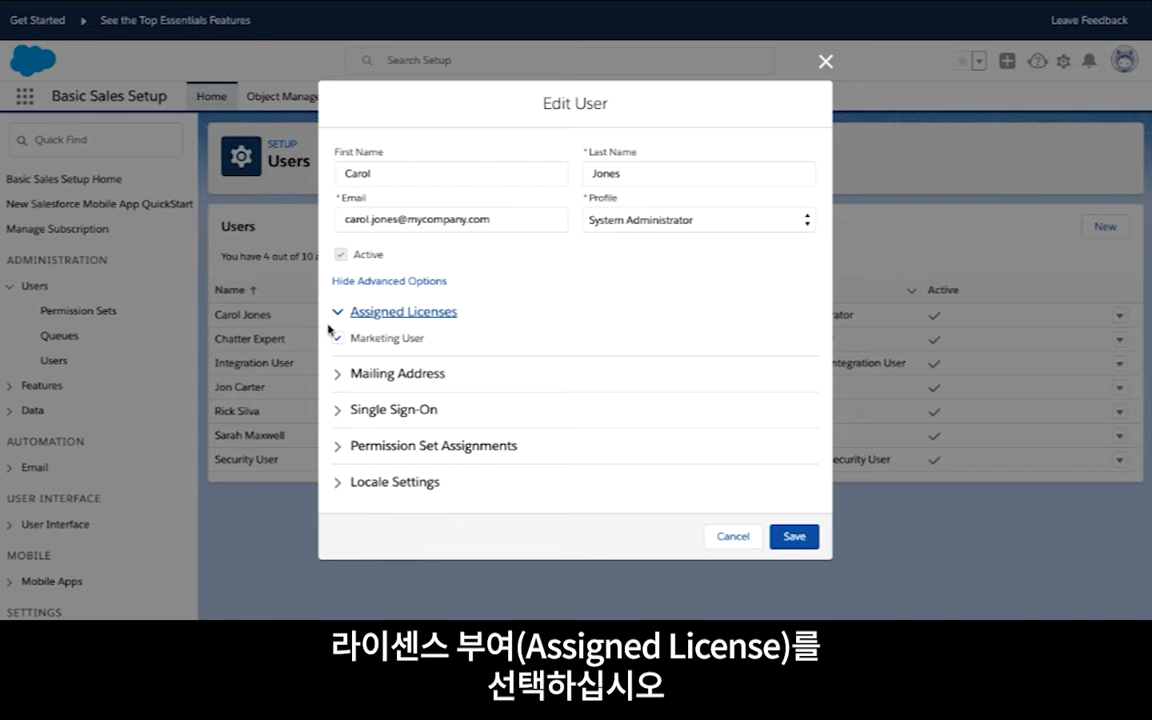 Get Started
See the Top Essentials Features
Leave Feedback
Search Setup
Basic Sales Setup
Home
Object Manage
Quick Find
Basic Sales Setup Home
New Salesforce Mobile App QuickStart
Manage Subscription
ADMINISTRATION
Users
Permission Sets
Queues
Users
Features
Data
AUTOMATION
Email
USER INTERFACE
User Interface
MOBILE
Mobile Apps
SETTINGS
SETUP
Users
Users
New
You have 4 out of 10 a
Name
Active
Carol Jones
rator
Chatter Expert
Integration User
ntegration User
Jon Carter
Rick Silva
Sarah Maxwell
Security User
ecurity User
Edit User
First Name
* Last Name
Carol
Jones
* Email
* Profile
carol.jones@mycompany.com
System Administrator
Active
Hide Advanced Options
Assigned Licenses
Marketing User
Mailing Address
Single Sign-On
Permission Set Assignments
Locale Settings
Cancel
Save
라이센스 부여(Assigned License)를
선택하십시오